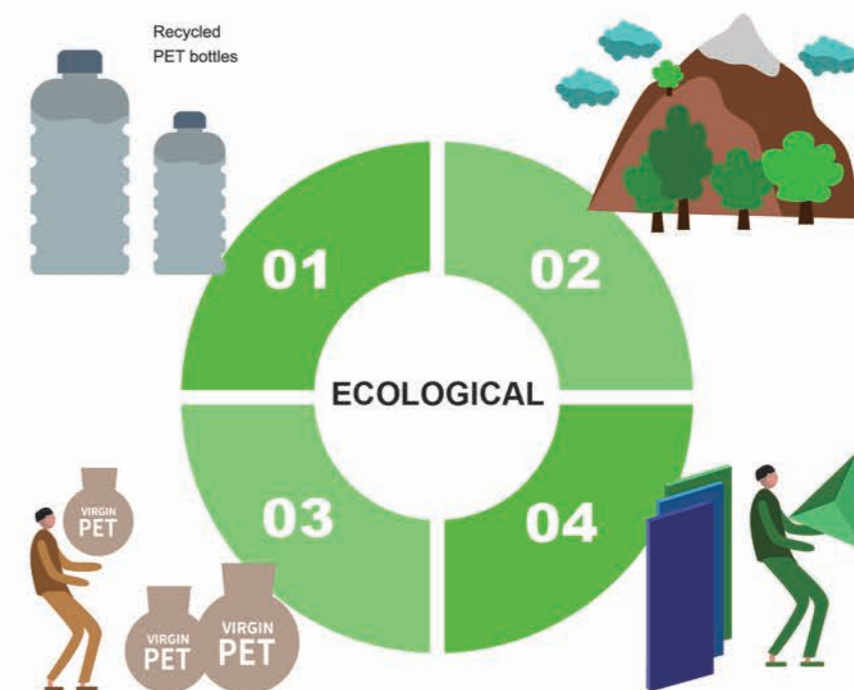 Recycled
PET bottles
01
02
ECOLOGICAL
03
04
VIRGIN
PET
VIRGIN
PET
VIRGIN
PET